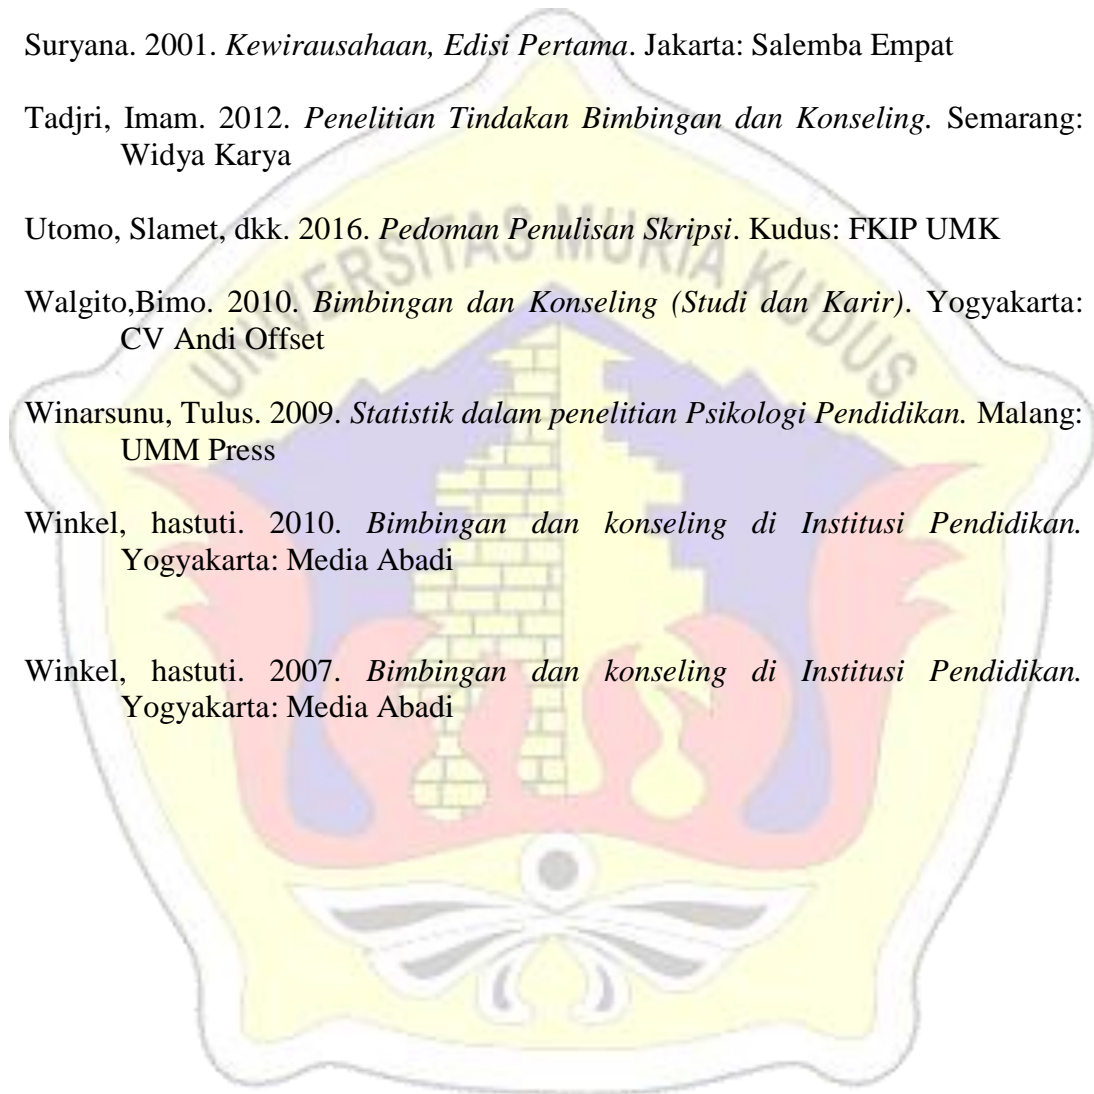 Suryana. 2001. Kewirausahaan, Edisi Pertama. Jakarta: Salemba Empat
Tadjri, Imam. 2012. Penelitian Tindakan Bimbingan dan Konseling. Semarang:
Widya Karya
Utomo, Slamet, dkk. 2016. Pedoman Penulisan Skripsi. Kudus: FKIP UMK
UNIVERSITAS MURIA KUDUS
Walgito,Bimo. 2010. Bimbingan dan Konseling (Studi dan Karir). Yogyakarta:
CV Andi Offset
Winarsunu, Tulus. 2009. Statistik dalam penelitian Psikologi Pendidikan. Malang:
UMM Press
Winkel, hastuti. 2010. Bimbingan dan konseling di Institusi Pendidikan.
Yogyakarta: Media Abadi
Winkel, hastuti. 2007. Bimbingan dan konseling di Institusi Pendidikan.
Yogyakarta: Media Abadi